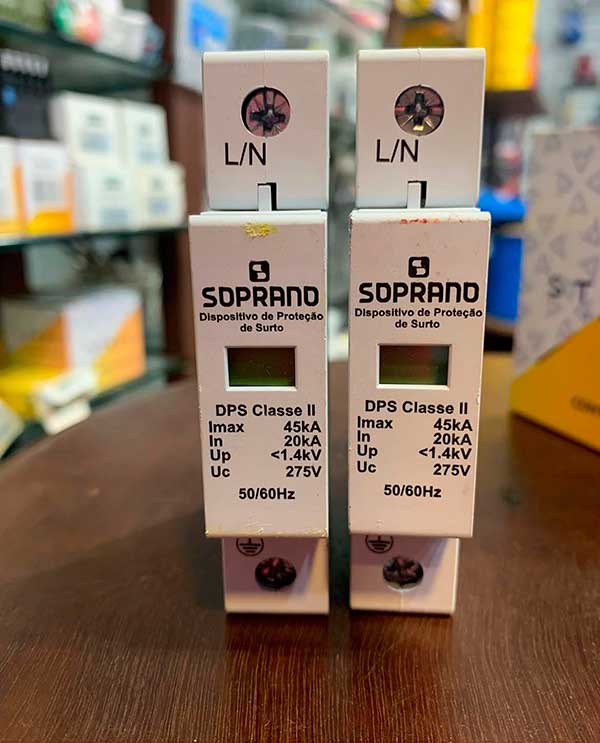 L/N
SOPRANO
Dispositivo de Proteção
de Surto
DPS Classe II
Imax 45kA
In 20kA
Up <1.4kV
Uc 275V
50/60Hz
L/N
SOPRANO
Dispositivo de Proteção
de Surto
DPS Classe II
Imax 45kA
In 20kA
Up <1.4kV
Uc 275V
50/60Hz